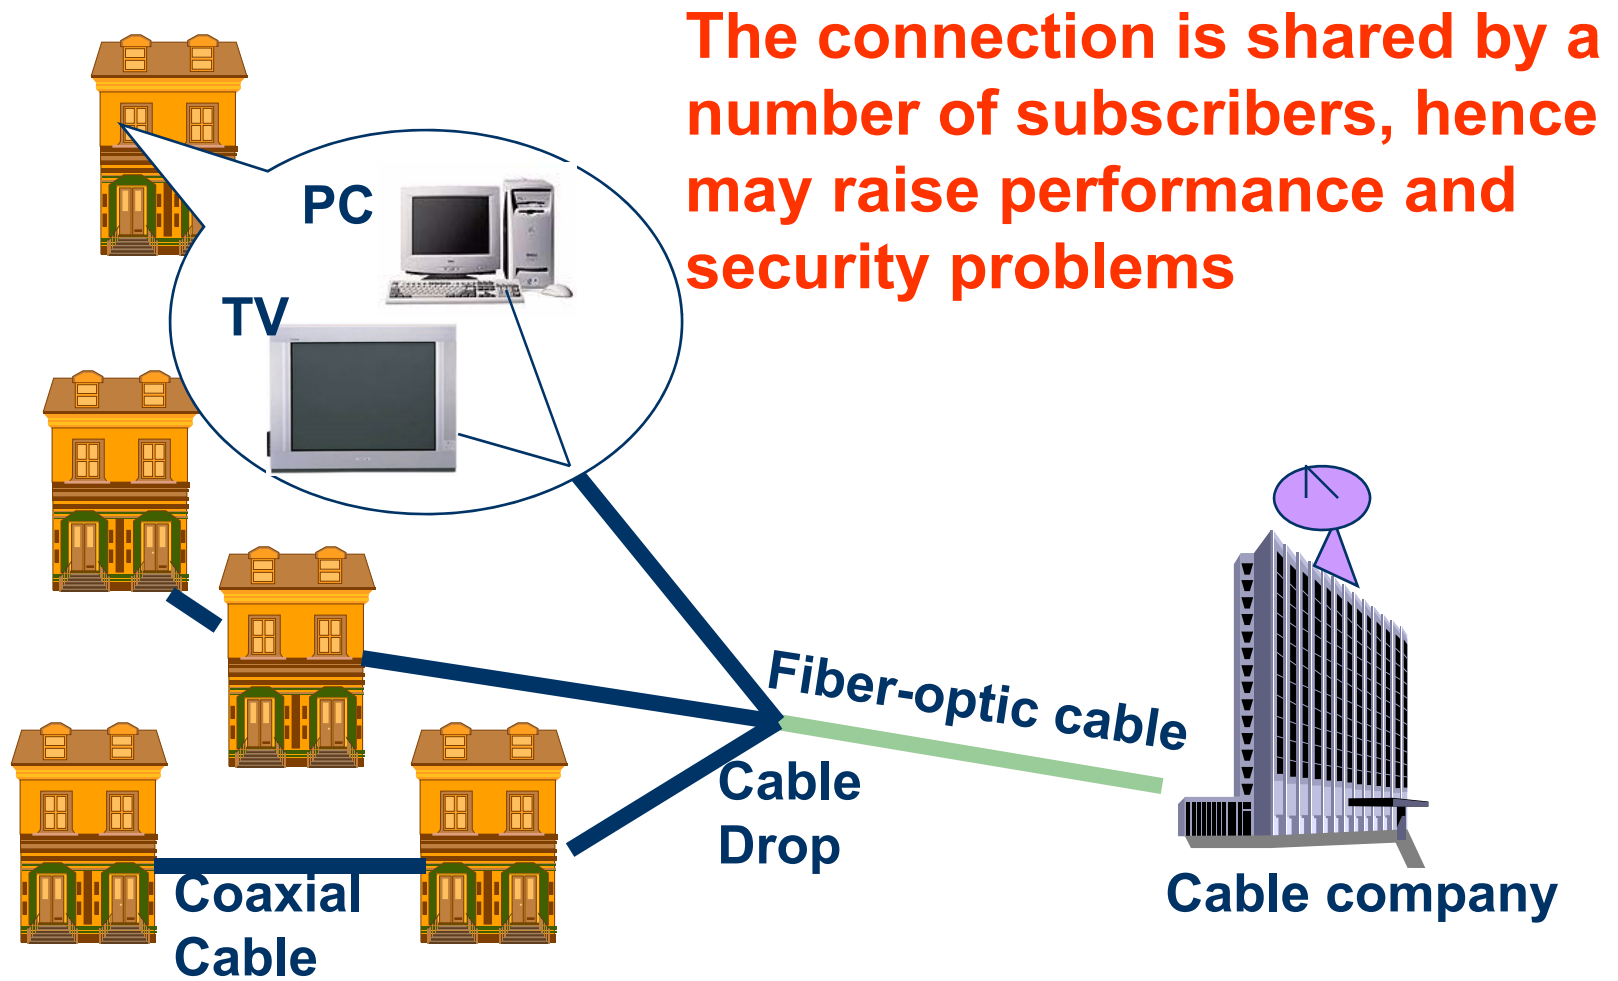 The connection is shared by a
number of subscribers, hence
may raise performance and
security problems
PC
TV
Fiber-optic cable
Cable
Drop
Coaxial
Cable
Cable company